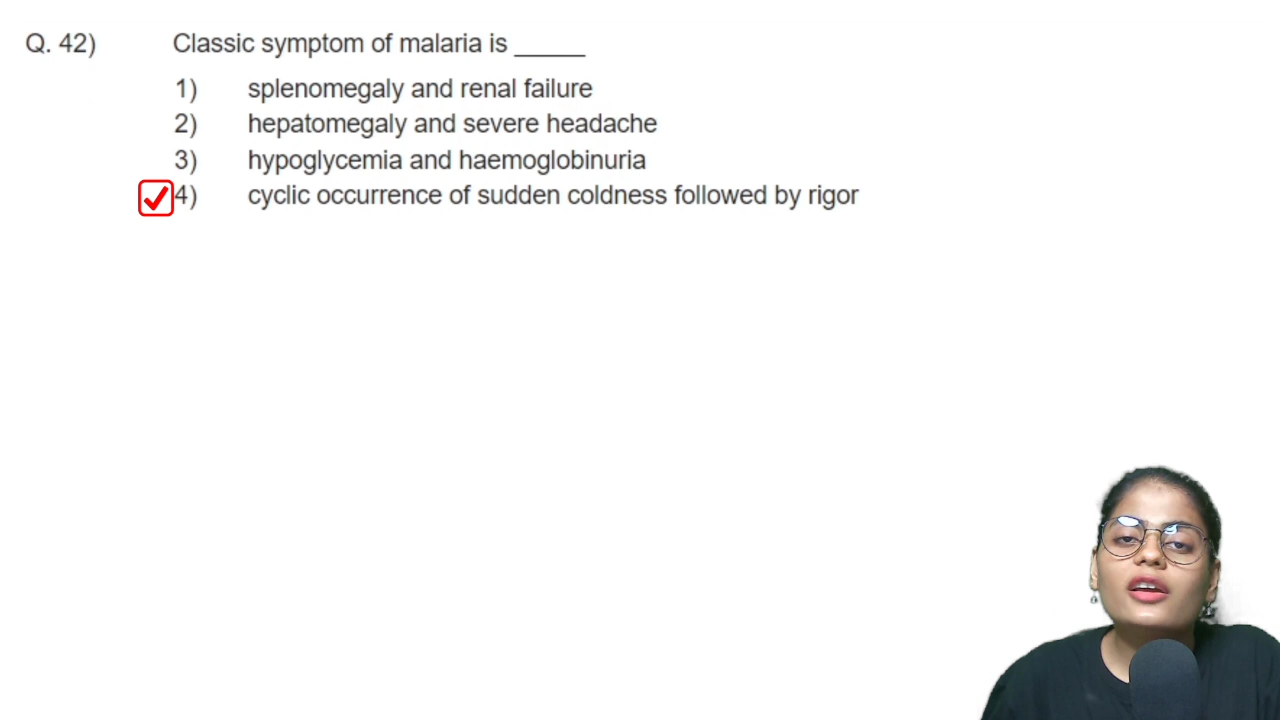 Q. 42) Classic symptom of malaria is _____
1) splenomegaly and renal failure
2) hepatomegaly and severe headache
3) hypoglycemia and haemoglobinuria
4) cyclic occurrence of sudden coldness followed by rigor